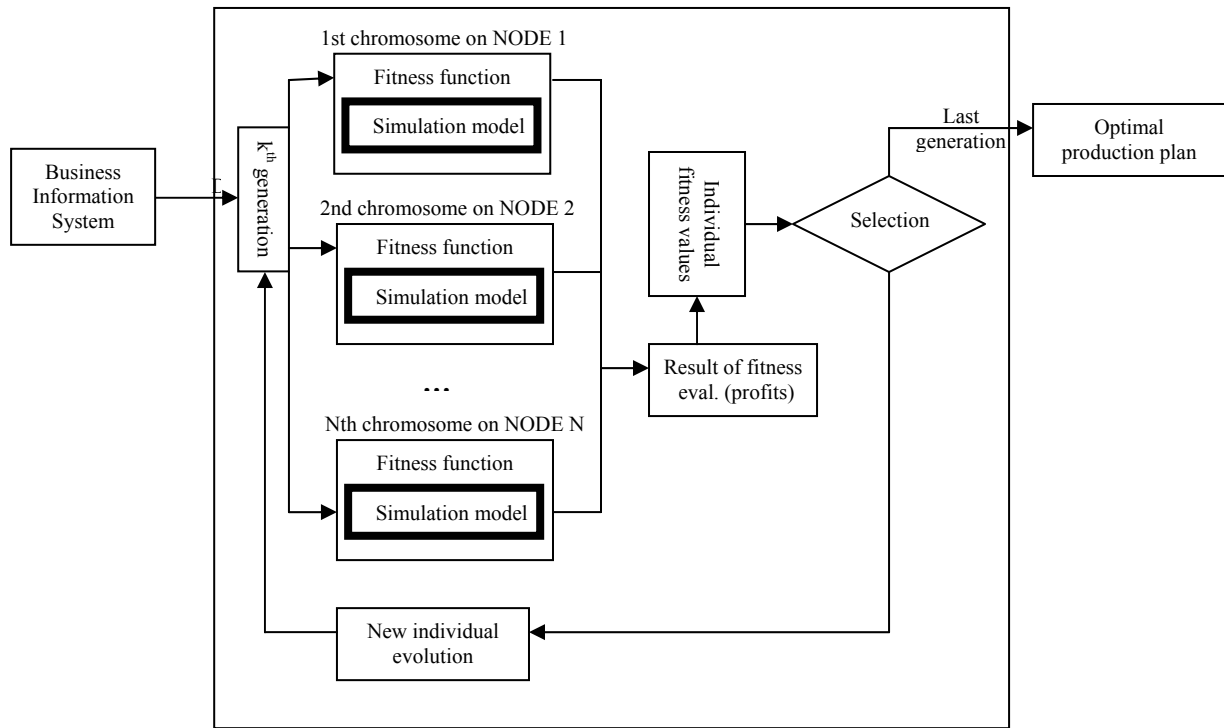 1st chromosome on NODE 1
Fitness function
Simulation model
Business
Information
System
kth generation
2nd chromosome on NODE 2
Fitness function
Simulation model
...
Nth chromosome on NODE N
Fitness function
Simulation model
Result of fitness
eval. (profits)
Individual
fitness values
Selection
Last
generation
Optimal
production plan
New individual
evolution